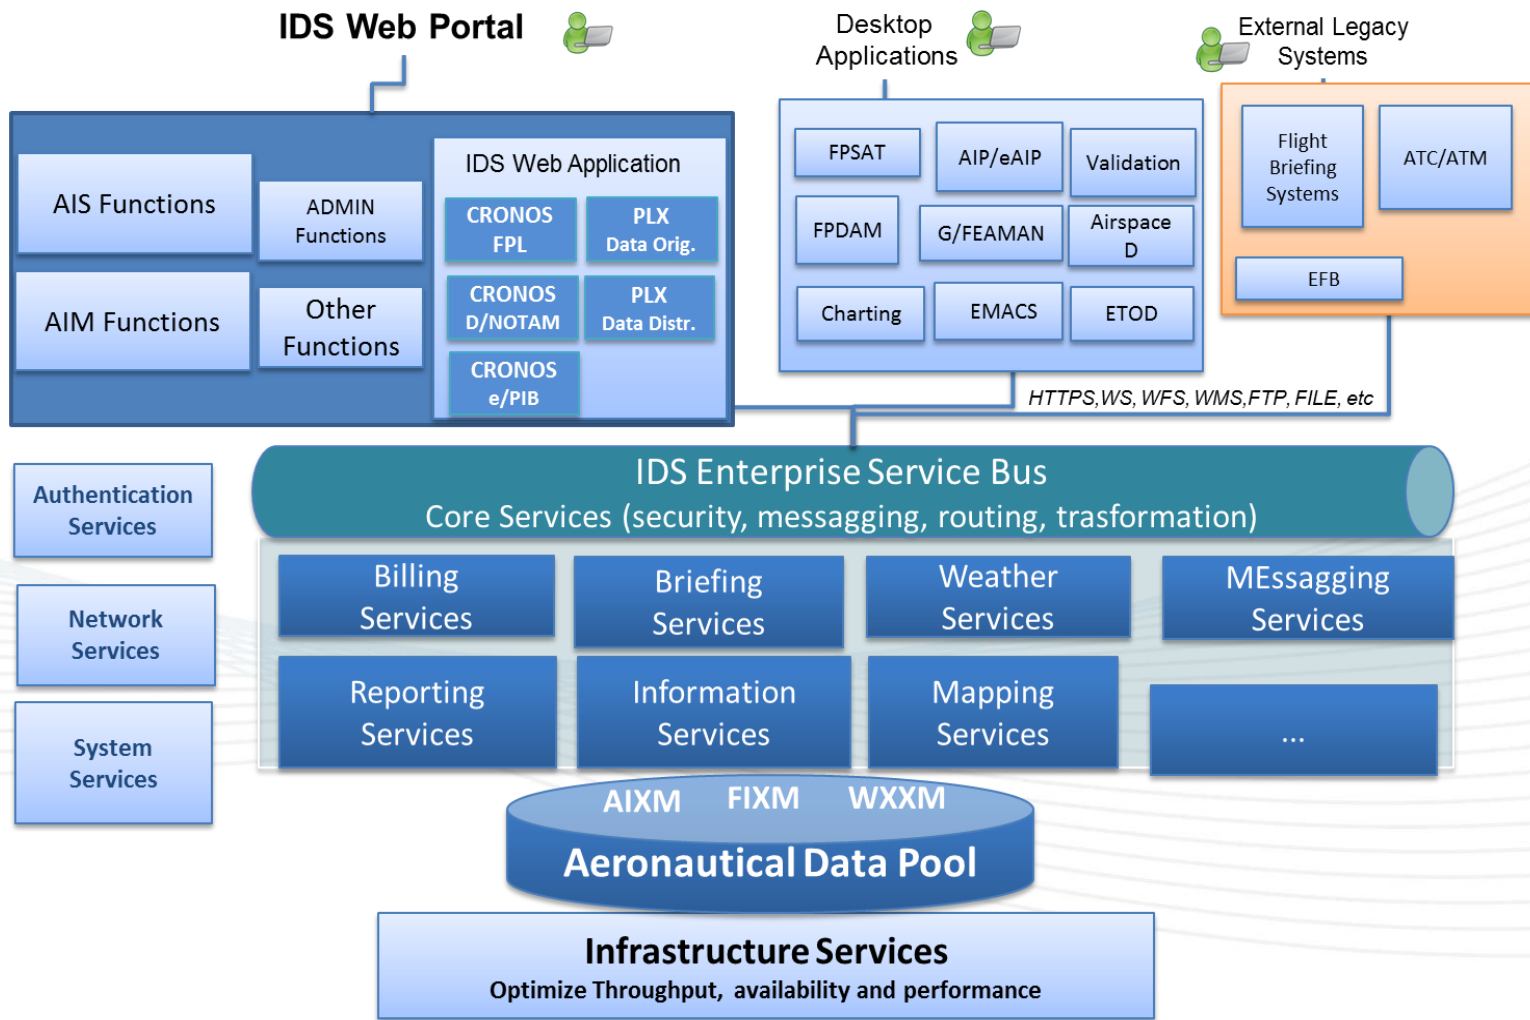 IDS Web Portal
Desktop
Applications
External Legacy
Systems
AIS Functions
ADMIN
Functions
AIM Functions
Other
Functions
IDS Web Application
CRONOS
FPL
PLX
Data Orig.
CRONOS
D/NOTAM
PLX
Data Distr.
CRONOS
e/PIB
FPSAT
AIP/eAIP
Validation
FPDAM
G/FEAMAN
Airspace
D
Charting
EMACS
ETOD
Flight
Briefing
Systems
ATC/ATM
EFB
HTTPS,WS, WFS, WMS,FTP, FILE, etc
IDS Enterprise Service Bus
Core Services (security, messagging, routing, trasformation)
Authentication
Services
Network
Services
System
Services
Billing
Services
Briefing
Services
Weather
Services
MEssagging
Services
Reporting
Services
Information
Services
Mapping
Services
...
AIXM
FIXM
WXXM
Aeronautical Data Pool
Infrastructure Services
Optimize Throughput, availability and performance